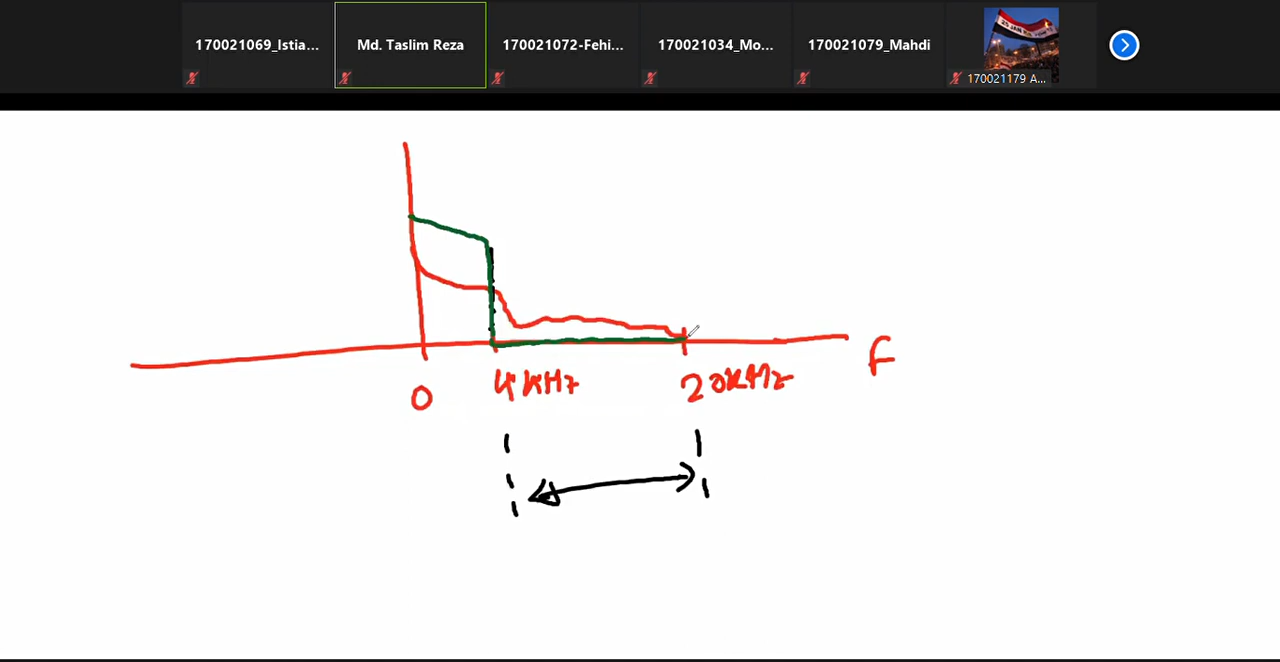 170021069_Istia...
Md. Taslim Reza
170021072-Fehi...
170021034_Mo...
170021079_Mahdi
170021179 A...
F
0
4KHz
20KHz